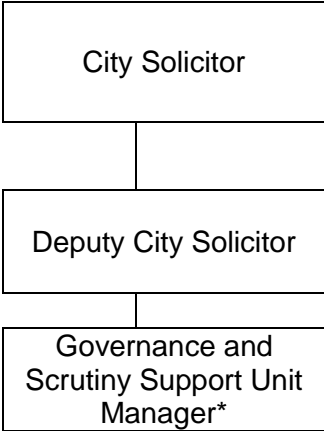 City Solicitor
Deputy City Solicitor
Governance and
Scrutiny Support Unit
Manager*